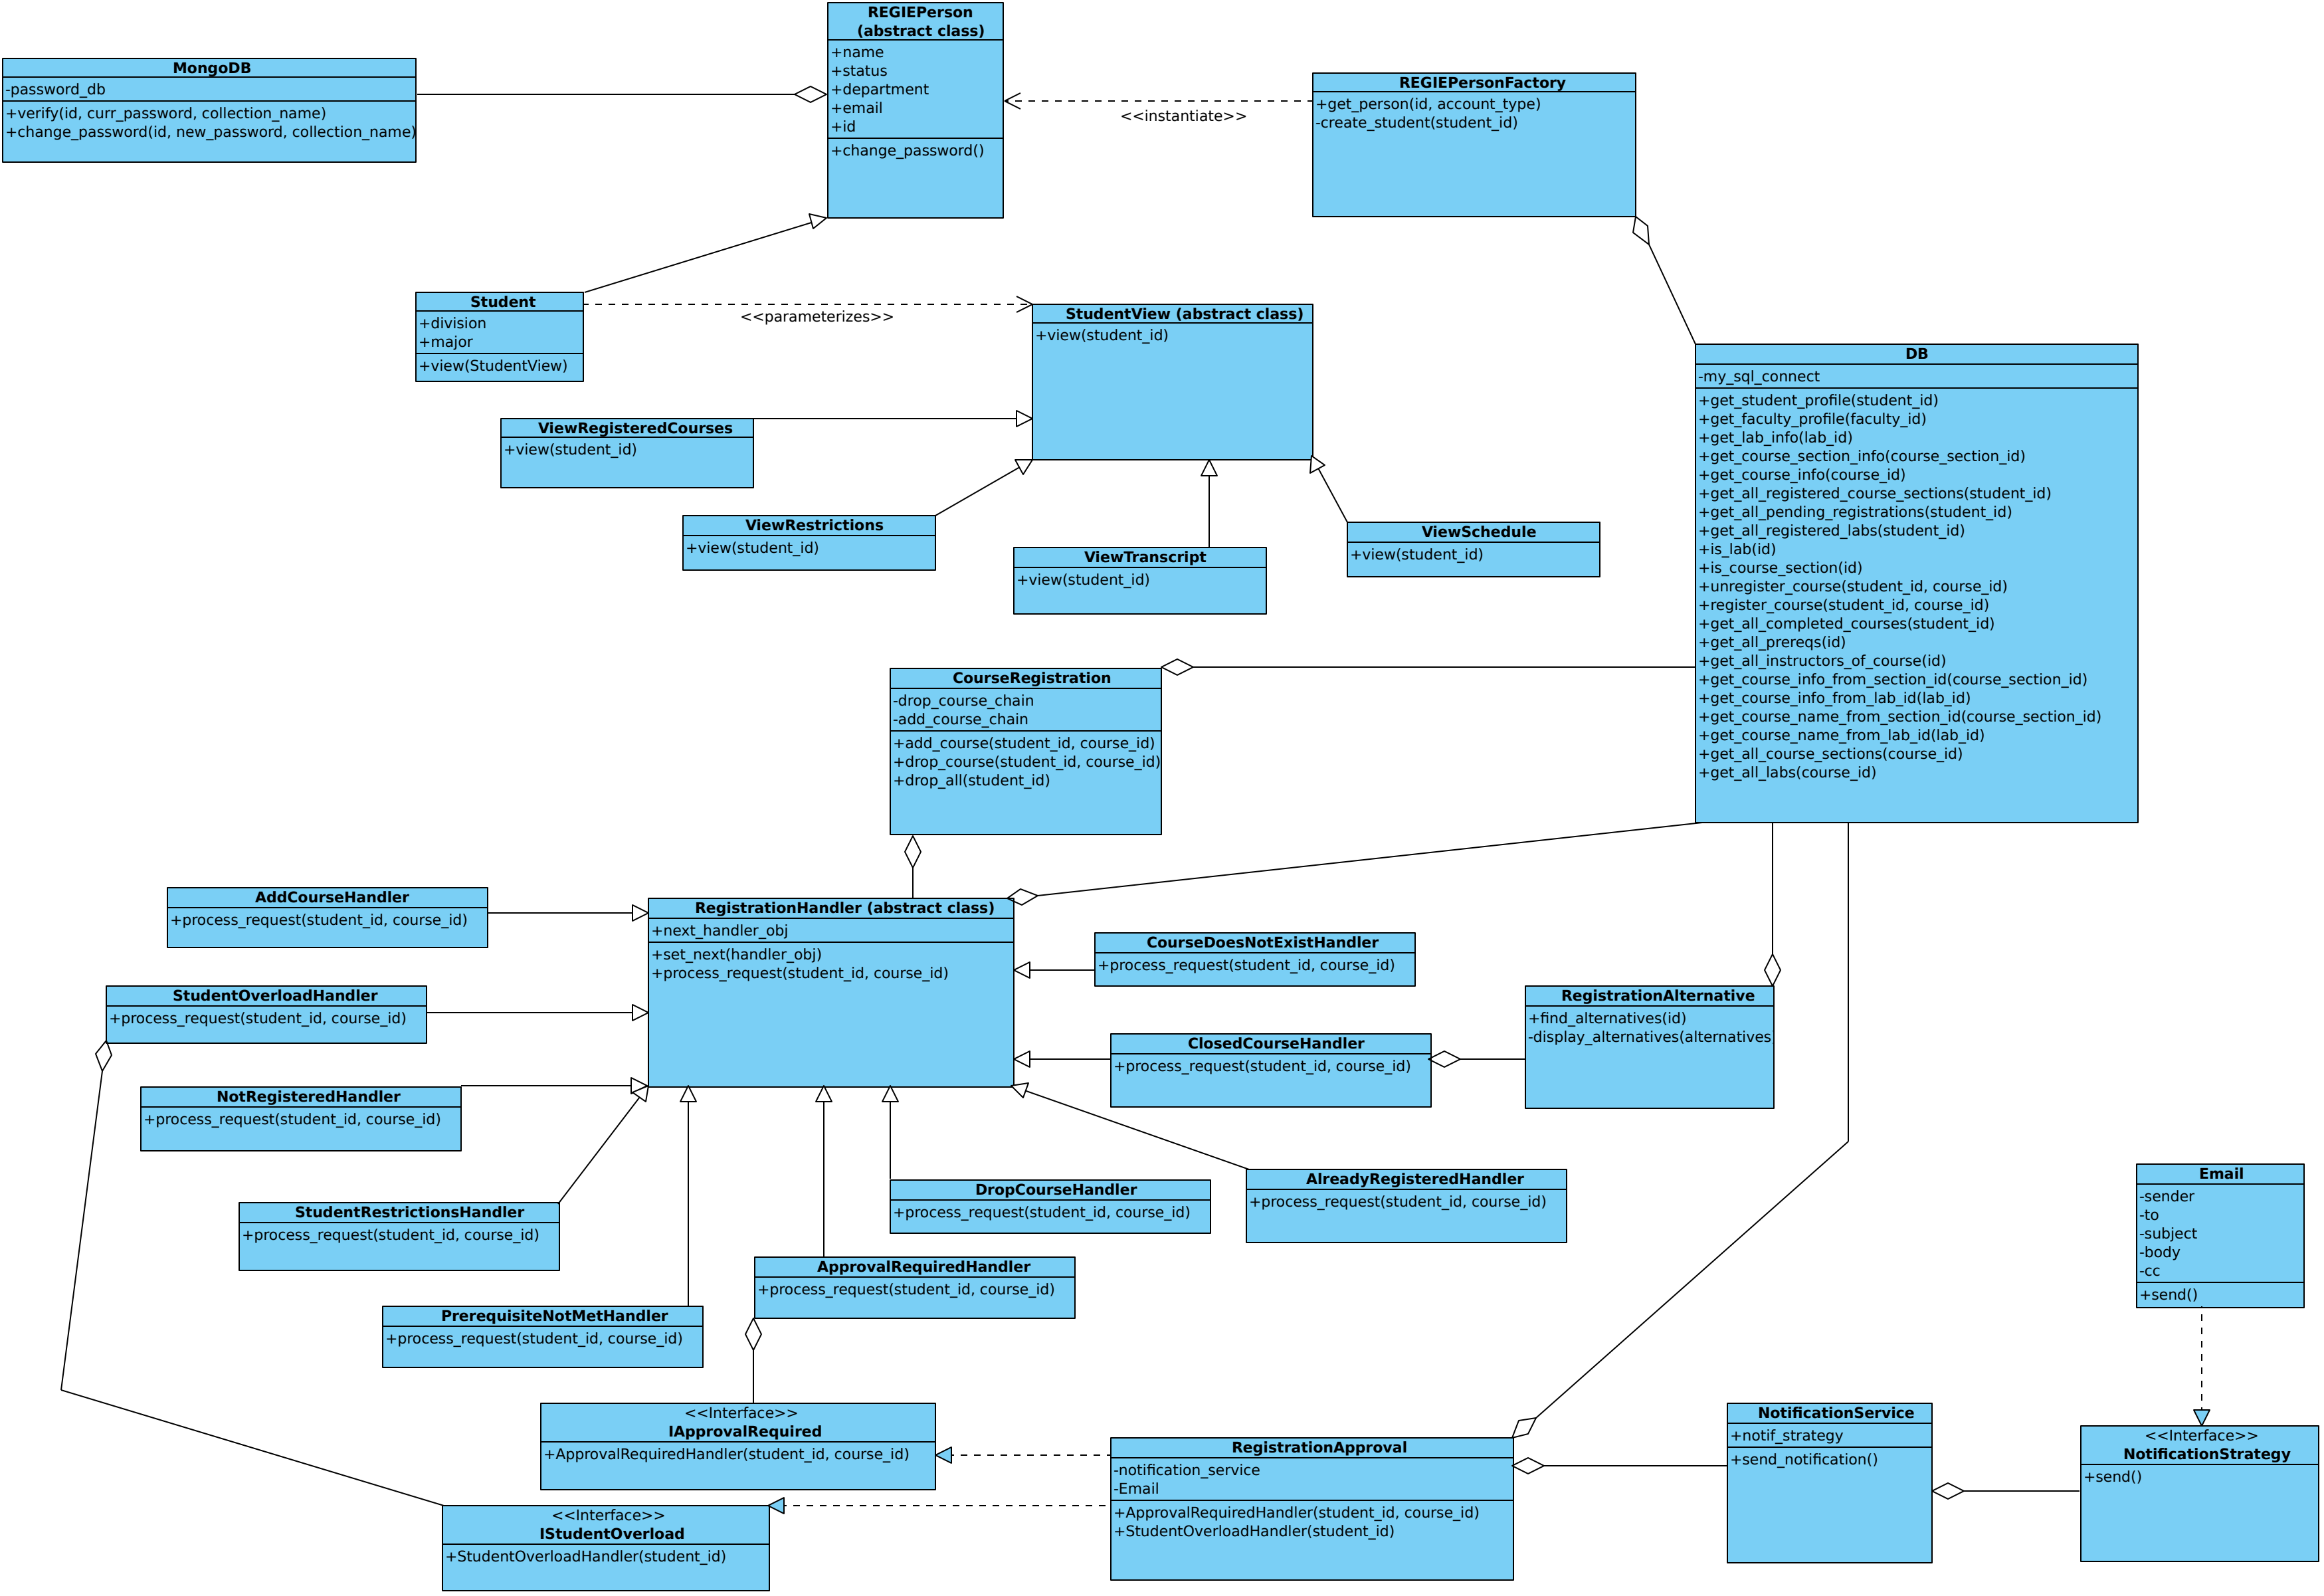 REGIEPerson
(abstract class)
+name
+status
+department
+email
+id
+change_password()
MongoDB
-password_db
+verify(id, curr_password, collection_name)
+change_password(id, new_password, collection_name)
REGIEPersonFactory
+get_person(id, account_type)
-create_student(student_id)
<<instantiate>>
Student
+division
+major
+view(StudentView)
<<parameterizes>>
StudentView (abstract class)
+view(student_id)
ViewRegisteredCourses
+view(student_id)
ViewRestrictions
+view(student_id)
ViewTranscript
+view(student_id)
ViewSchedule
+view(student_id)
DB
-my_sql_connect
+get_student_profile(student_id)
+get_faculty_profile(faculty_id)
+get_lab_info(lab_id)
+get_course_section_info(course_section_id)
+get_course_info(course_id)
+get_all_registered_course_sections(student_id)
+get_all_pending_registrations(student_id)
+get_all_registered_labs(student_id)
+is_lab(id)
+is_course_section(id)
+unregister_course(student_id, course_id)
+register_course(student_id, course_id)
+get_all_completed_courses(student_id)
+get_all_prereqs(id)
+get_all_instructors_of_course(id)
+get_course_info_from_section_id(course_section_id)
+get_course_info_from_lab_id(lab_id)
+get_course_name_from_section_id(course_section_id)
+get_course_name_from_lab_id(lab_id)
+get_all_course_sections(course_id)
+get_all_labs(course_id)
CourseRegistration
-drop_course_chain
-add_course_chain
+add_course(student_id, course_id)
+drop_course(student_id, course_id)
+drop_all(student_id)
AddCourseHandler
+process_request(student_id, course_id)
RegistrationHandler (abstract class)
+next_handler_obj
+set_next(handler_obj)
+process_request(student_id, course_id)
CourseDoesNotExistHandler
+process_request(student_id, course_id)
StudentOverloadHandler
+process_request(student_id, course_id)
RegistrationAlternative
+find_alternatives(id)
-display_alternatives(alternatives
ClosedCourseHandler
+process_request(student_id, course_id)
NotRegisteredHandler
+process_request(student_id, course_id)
StudentRestrictionsHandler
+process_request(student_id, course_id)
DropCourseHandler
+process_request(student_id, course_id)
AlreadyRegisteredHandler
+process_request(student_id, course_id)
Email
-sender
-to
-subject
-body
-cc
+send()
ApprovalRequiredHandler
+process_request(student_id, course_id)
PrerequisiteNotMetHandler
+process_request(student_id, course_id)
<<Interface>>
IApprovalRequired
+ApprovalRequiredHandler(student_id, course_id)
<<Interface>>
IStudentOverload
+StudentOverloadHandler(student_id)
RegistrationApproval
-notification_service
-Email
+ApprovalRequiredHandler(student_id, course_id)
+StudentOverloadHandler(student_id)
NotificationService
+notif_strategy
+send_notification()
<<Interface>>
NotificationStrategy
+send()